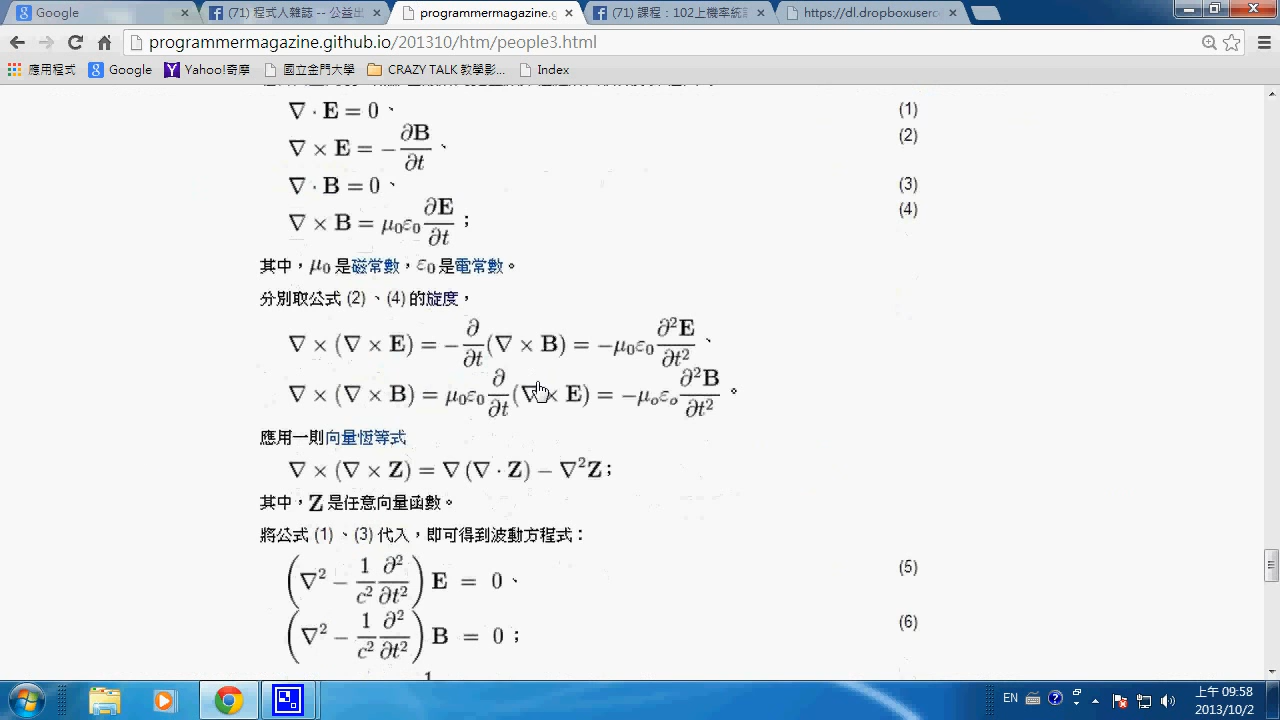 Google
(71) 程式人雜誌 -- 公益出
programmermagazine.g
(71) 課程：102上機率統計
https://dl.dropboxuserc
programmermagazine.github.io/201310/htm/people3.html
應用程式 Google Yahoo!奇摩 國立金門大學 CRAZY TALK 教學影... Index
∇ · E = 0 、 (1)
∇ × E = −∂B/∂t 、 (2)
∇ · B = 0 、 (3)
∇ × B = μ₀ε₀ ∂E/∂t ； (4)
其中，μ₀ 是磁常數，ε₀ 是電常數。
分別取公式 (2) 、(4) 的旋度，
∇ × (∇ × E) = −∂/∂t (∇ × B) = −μ₀ε₀ ∂²E/∂t² 、
∇ × (∇ × B) = μ₀ε₀ ∂/∂t (∇ × E) = −μₒεₒ ∂²B/∂t² 。
應用一則向量恆等式
∇ × (∇ × Z) = ∇ (∇ · Z) − ∇²Z；
其中，Z 是任意向量函數。
將公式 (1) 、(3) 代入，即可得到波動方程式：
(∇² − 1/c² ∂²/∂t²) E = 0 、 (5)
(∇² − 1/c² ∂²/∂t²) B = 0 ； (6)
1
EN
上午 09:58
2013/10/2